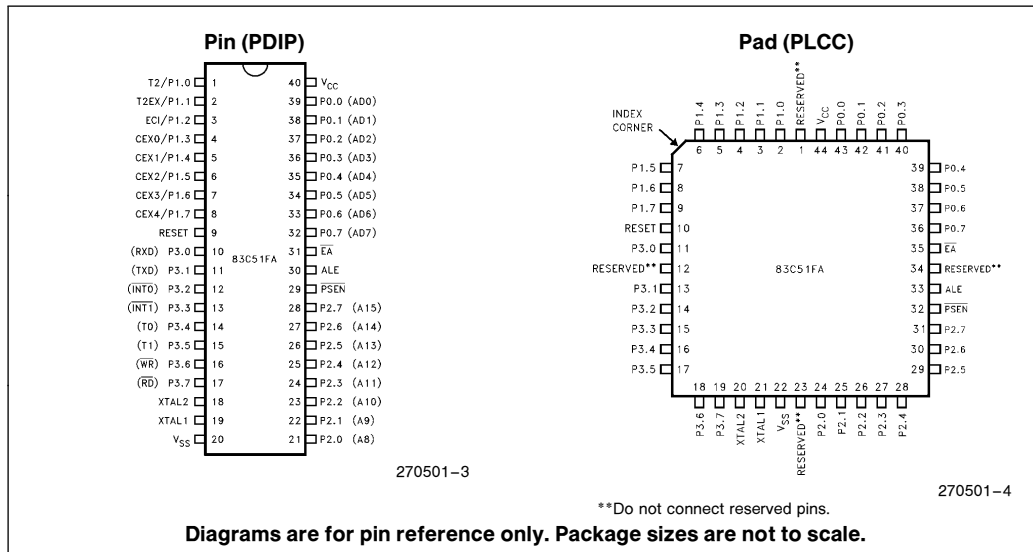 Pin (PDIP)
T2/P1.0 1 40 VCC
T2EX/P1.1 2 39 P0.0 (AD0)
ECI/P1.2 3 38 P0.1 (AD1)
CEX0/P1.3 4 37 P0.2 (AD2)
CEX1/P1.4 5 36 P0.3 (AD3)
CEX2/P1.5 6 35 P0.4 (AD4)
CEX3/P1.6 7 34 P0.5 (AD5)
CEX4/P1.7 8 33 P0.6 (AD6)
RESET 9 32 P0.7 (AD7)
(RXD) P3.0 10 31 E̅A̅
83C51FA
(TXD) P3.1 11 30 ALE
(I̅N̅T̅0̅) P3.2 12 29 P̅S̅E̅N̅
(I̅N̅T̅1̅) P3.3 13 28 P2.7 (A15)
(T0) P3.4 14 27 P2.6 (A14)
(T1) P3.5 15 26 P2.5 (A13)
(W̅R̅) P3.6 16 25 P2.4 (A12)
(R̅D̅) P3.7 17 24 P2.3 (A11)
XTAL2 18 23 P2.2 (A10)
XTAL1 19 22 P2.1 (A9)
VSS 20 21 P2.0 (A8)
270501–3
Pad (PLCC)
INDEX
CORNER
P1.4 P1.3 P1.2 P1.1 P1.0 RESERVED** VCC P0.0 P0.1 P0.2 P0.3
6 5 4 3 2 1 44 43 42 41 40
P1.5 7 39 P0.4
P1.6 8 38 P0.5
P1.7 9 37 P0.6
RESET 10 36 P0.7
P3.0 11 35 E̅A̅
RESERVED** 12 83C51FA 34 RESERVED**
P3.1 13 33 ALE
P3.2 14 32 P̅S̅E̅N̅
P3.3 15 31 P2.7
P3.4 16 30 P2.6
P3.5 17 29 P2.5
18 19 20 21 22 23 24 25 26 27 28
P3.6 P3.7 XTAL2 XTAL1 VSS RESERVED** P2.0 P2.1 P2.2 P2.3 P2.4
270501–4
**Do not connect reserved pins.
Diagrams are for pin reference only. Package sizes are not to scale.